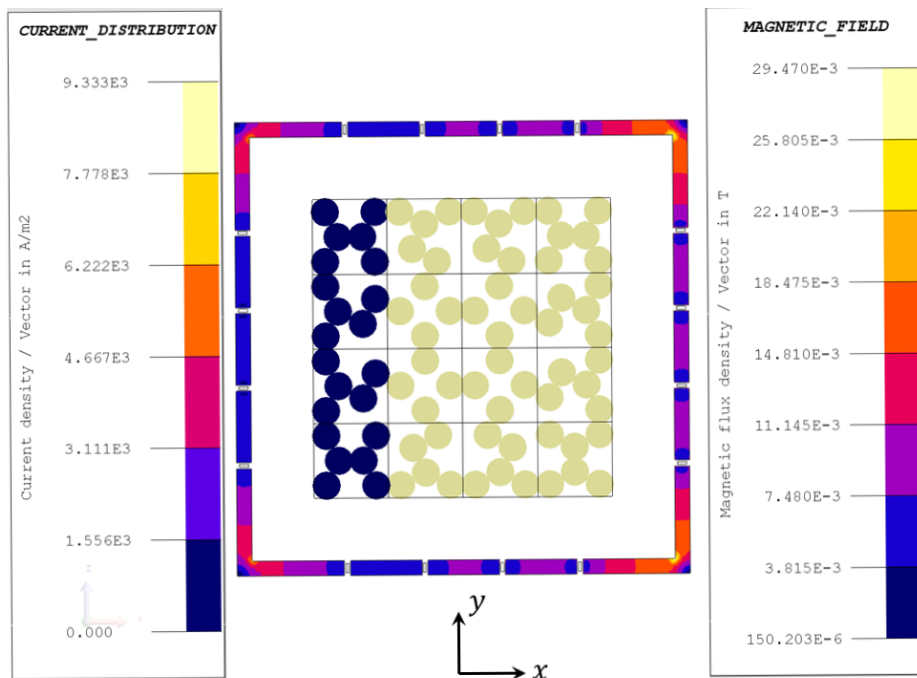 CURRENT_DISTRIBUTION
Current density / Vector in A/m2
9.333E3
7.778E3
6.222E3
4.667E3
3.111E3
1.556E3
0.000
z
y
x
MAGNETIC_FIELD
Magnetic flux density / Vector in T
29.470E-3
25.805E-3
22.140E-3
18.475E-3
14.810E-3
11.145E-3
7.480E-3
3.815E-3
150.203E-6